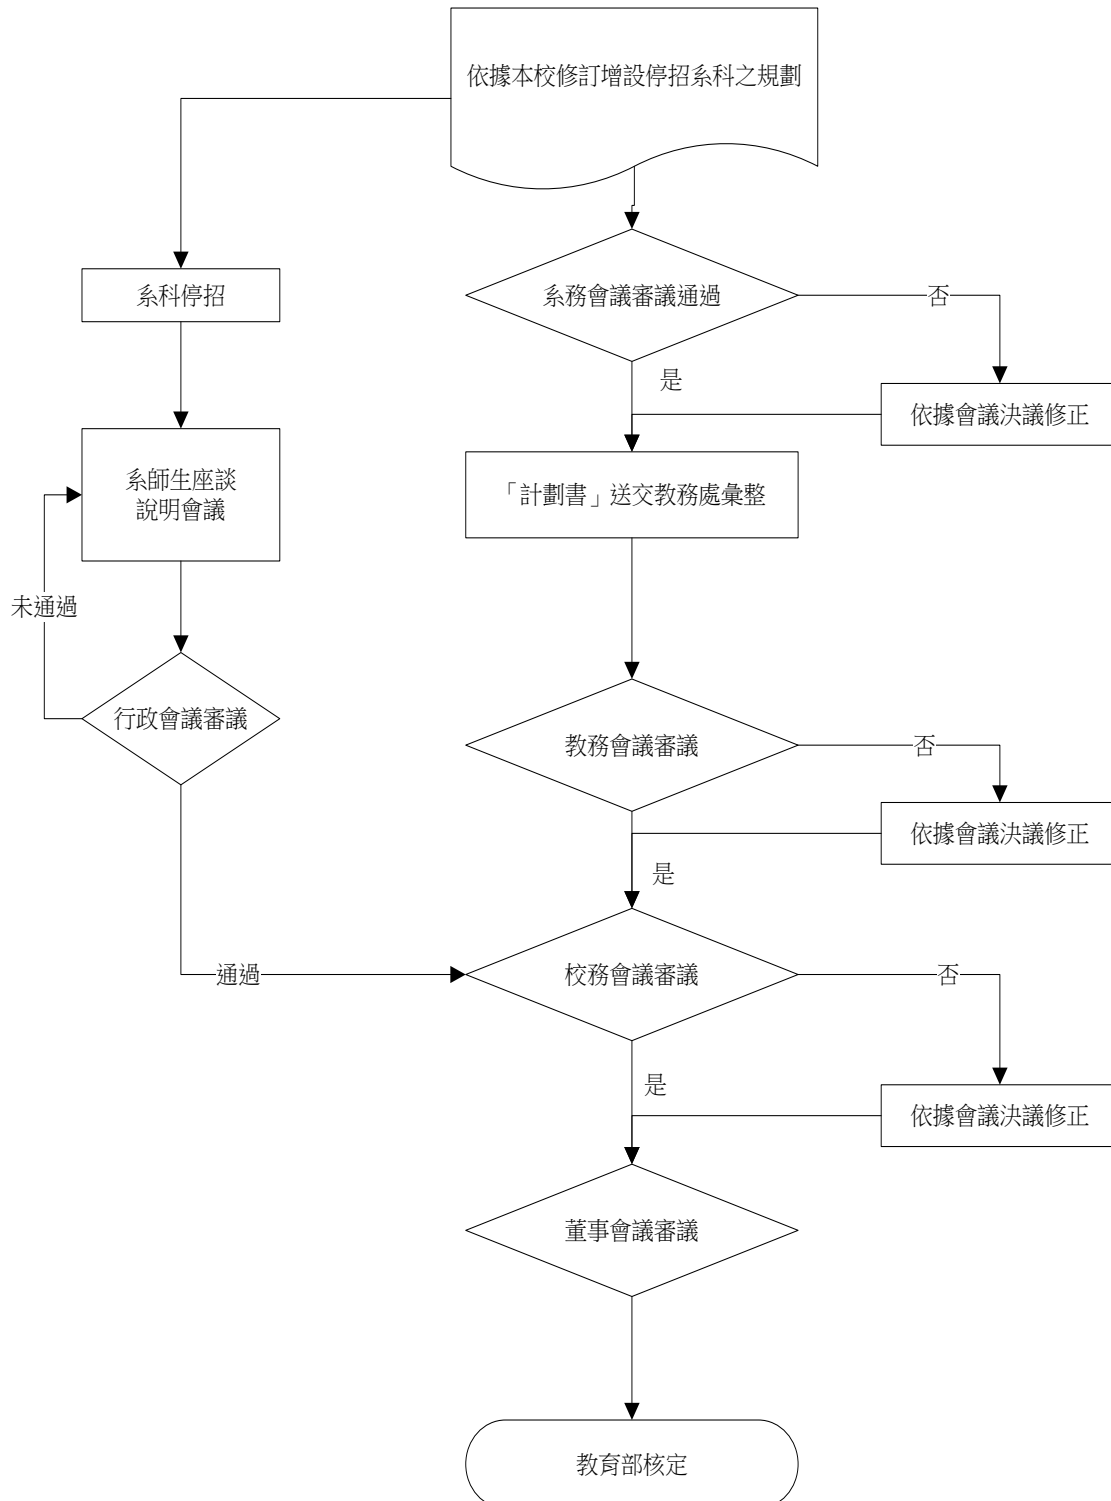 依據本校修訂增設停招系科之規劃
系科停招
系務會議審議通過
否
是
依據會議決議修正
系師生座談
說明會議
「計劃書」送交教務處彙整
未通過
行政會議審議
教務會議審議
否
依據會議決議修正
是
通過
校務會議審議
否
是
依據會議決議修正
董事會議審議
教育部核定